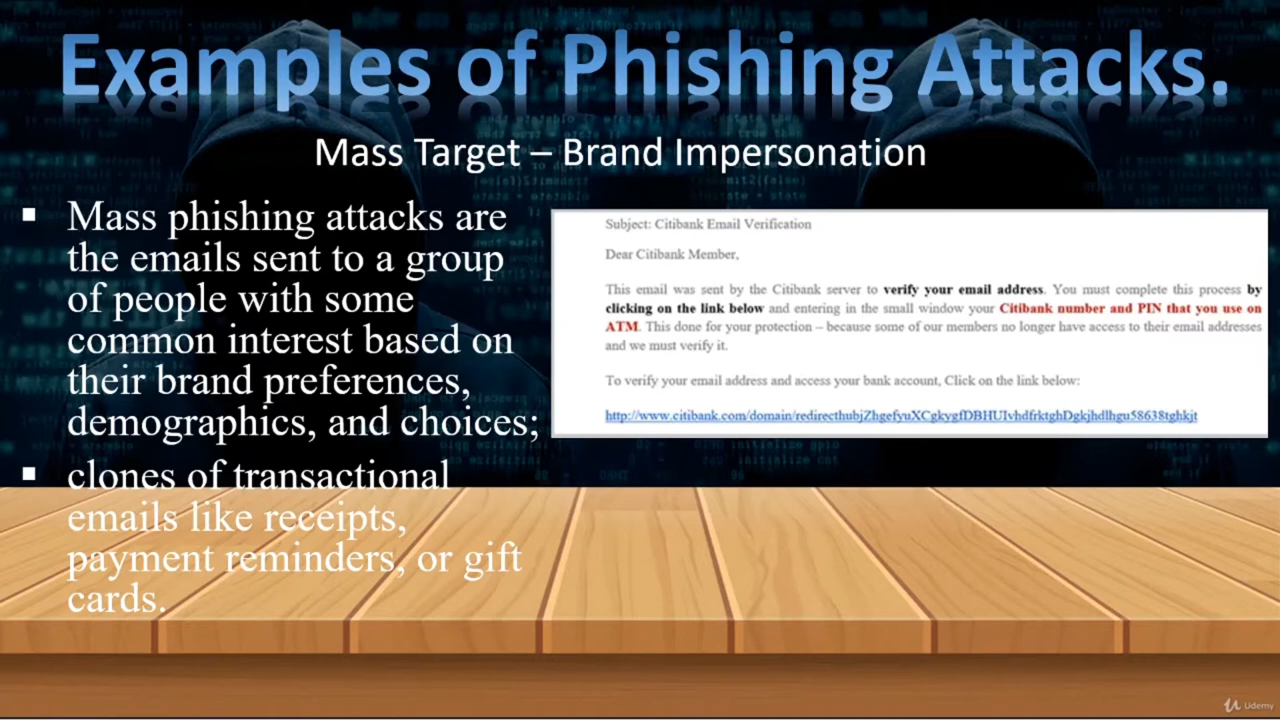 Examples of Phishing Attacks.
Mass Target – Brand Impersonation
▪ Mass phishing attacks are
the emails sent to a group
of people with some
common interest based on
their brand preferences,
demographics, and choices;
▪ clones of transactional
emails like receipts,
payment reminders, or gift
cards.
Subject: Citibank Email Verification
Dear Citibank Member,
This email was sent by the Citibank server to verify your email address. You must complete this process by
clicking on the link below and entering in the small window your Citibank number and PIN that you use on
ATM. This done for your protection – because some of our members no longer have access to their email addresses
and we must verify it.
To verify your email address and access your bank account, Click on the link below:
http://www.citibank.com/domain/redirecthubjZhgefyuXCgkygfDBHUIvhdfrktghDgkjhdlhgu58638tghkjt
Udemy